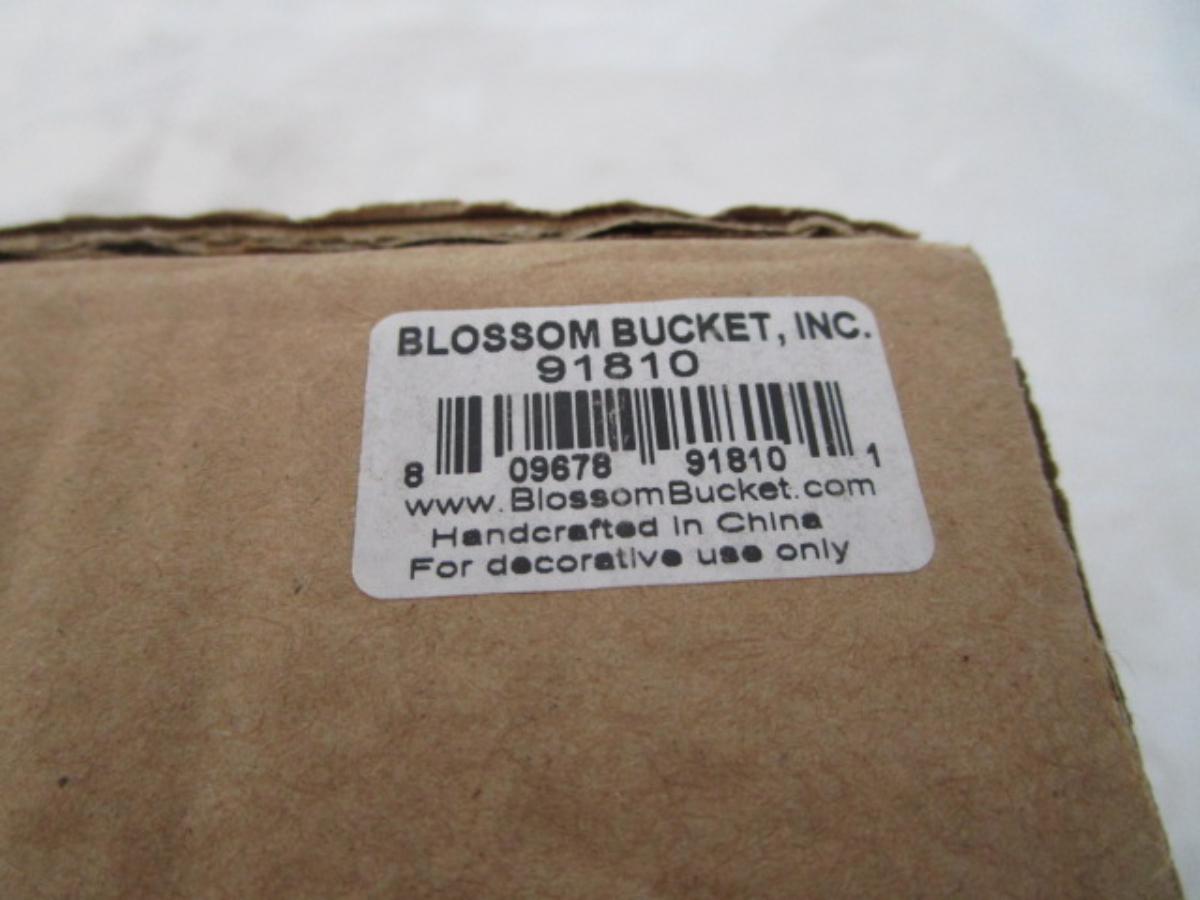 BLOSSOM BUCKET, INC.
91810
8 09678 91810 1
www.BlossomBucket.com
Handcrafted in China
For decorative use only